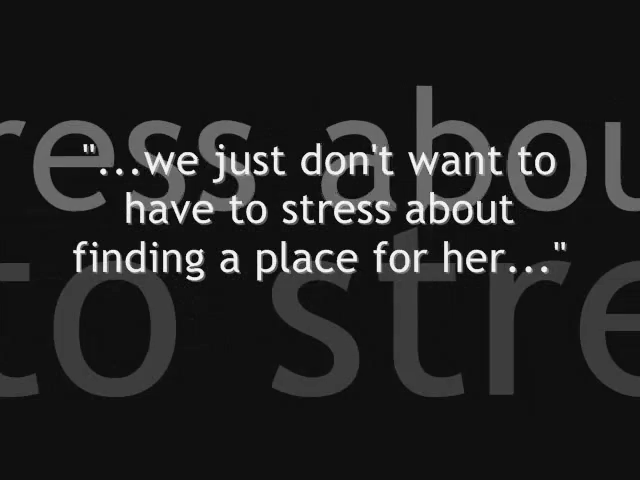 "...we just don't want to
have to stress about
finding a place for her..."
ress abou
to stre